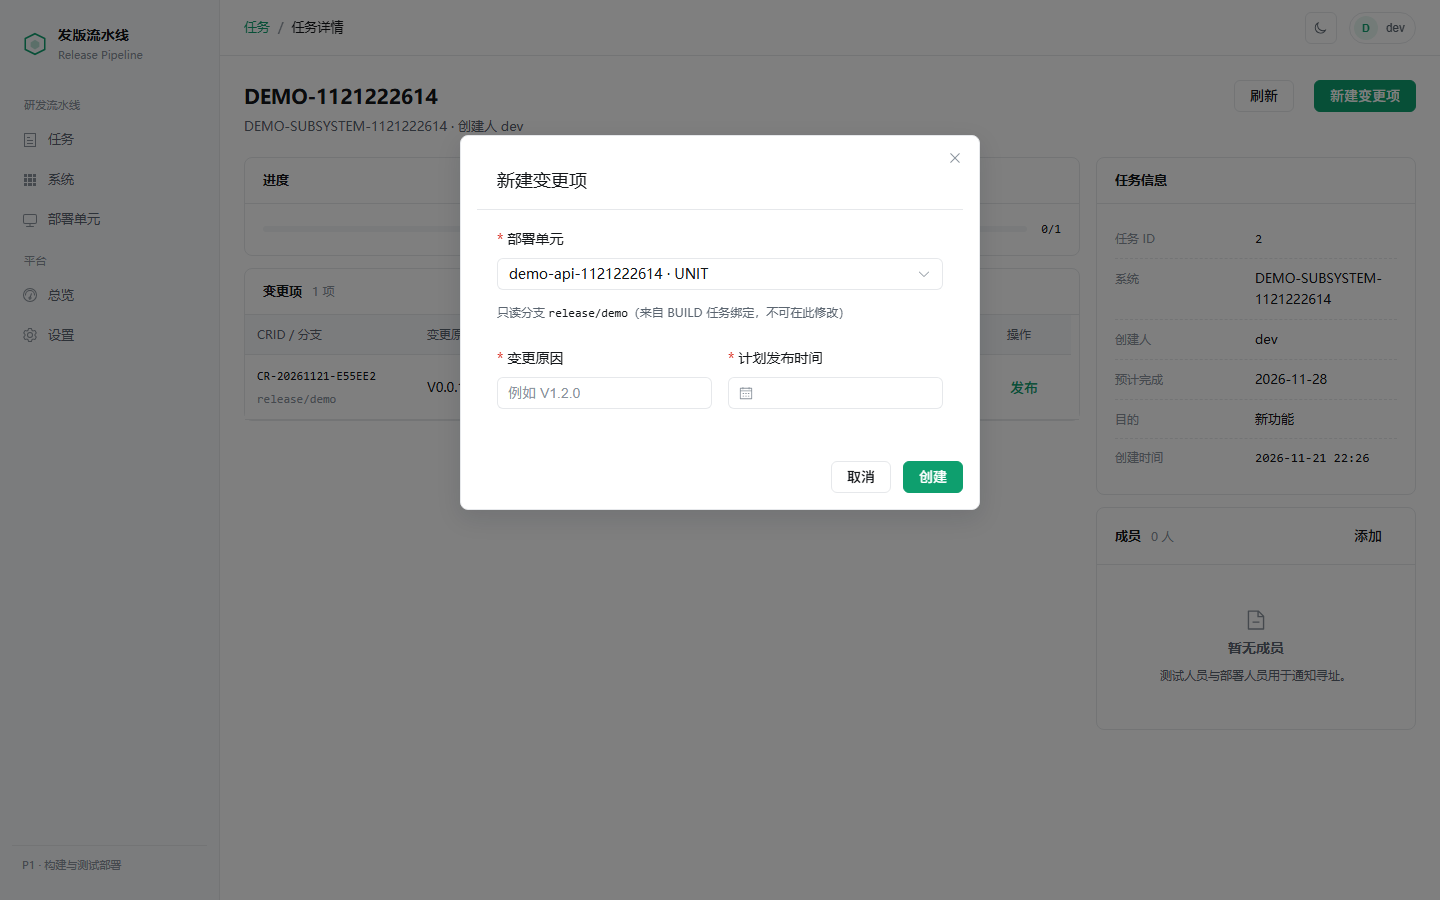 发版流水线
Release Pipeline
研发流水线
任务
系统
部署单元
平台
总览
设置
P1 · 构建与测试部署
任务 / 任务详情
D dev
DEMO-1121222614
DEMO-SUBSYSTEM-1121222614 · 创建人 dev
刷新
新建变更项
进度
0/1
变更项 1 项
CRID / 分支
变更原
操作
CR-20261121-E55EE2
release/demo
V0.0.
发布
新建变更项
* 部署单元
demo-api-1121222614 · UNIT
只读分支 release/demo（来自 BUILD 任务绑定，不可在此修改）
* 变更原因
* 计划发布时间
例如 V1.2.0
取消
创建
任务信息
任务 ID
2
系统
DEMO-SUBSYSTEM-
1121222614
创建人
dev
预计完成
2026-11-28
目的
新功能
创建时间
2026-11-21 22:26
成员 0 人
添加
暂无成员
测试人员与部署人员用于通知寻址。